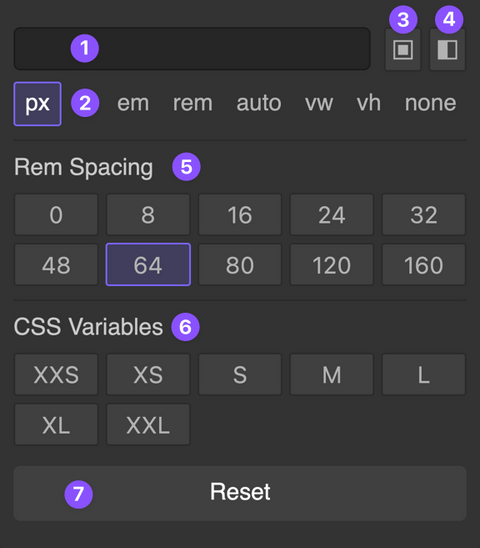 3 4
1
px 2 em rem auto vw vh none
Rem Spacing 5
0 8 16 24 32
48 64 80 120 160
CSS Variables 6
XXS XS S M L
XL XXL
7 Reset